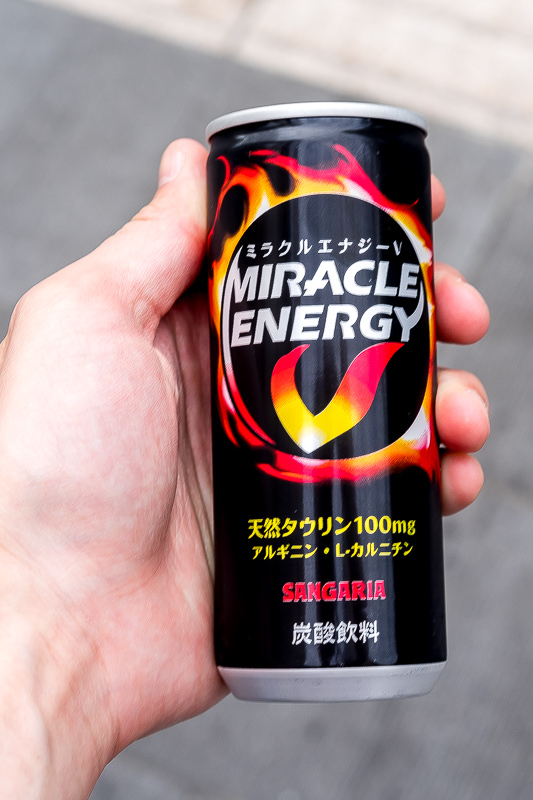 ミラクルエナジーV
MIRACLE
ENERGY
V
天然タウリン100mg
アルギニン・L-カルニチン
SANGARIA
炭酸飲料